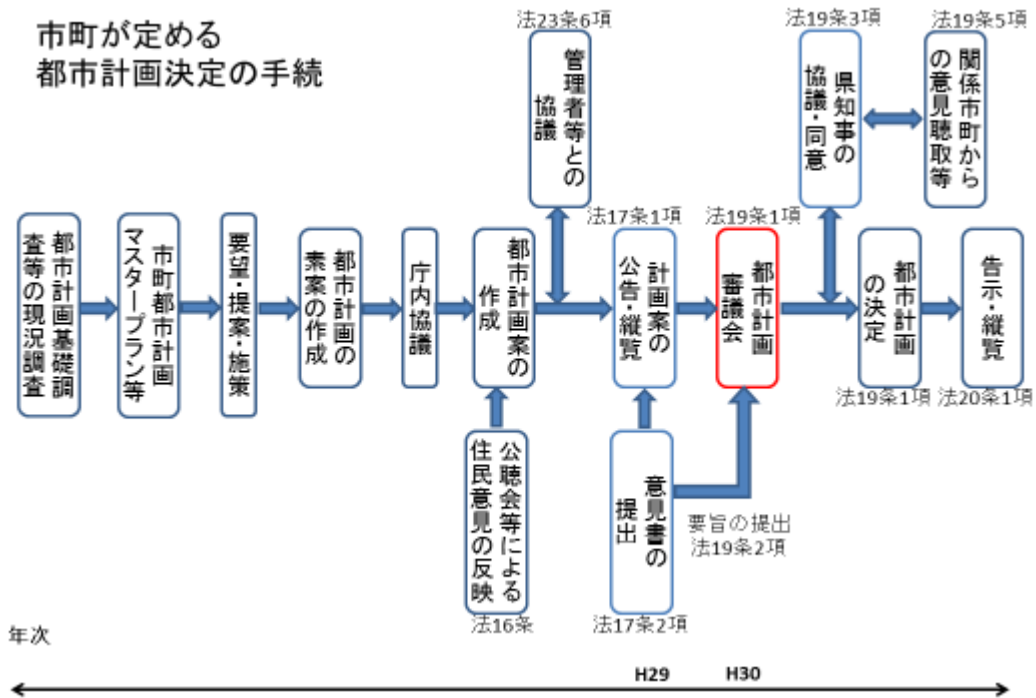 市町が定める
都市計画決定の手続
法23条6項
管理者等との
協議
法19条3項
県知事の
協議・同意
法19条5項
関係市町から
の意見聴取等
都市計画基礎調
査等の現況調査
市町都市計画
マスタープラン等
要望・提案・施策
都市計画の
素案の作成
庁内協議
都市計画案の
作成
法17条1項
計画案の
公告・縦覧
法19条1項
都市計画
審議会
都市計画
の決定
法19条1項
告示・縦覧
法20条1項
公聴会等による
住民意見の反映
法16条
意見書の
提出
法17条2項
要旨の提出
法19条2項
年次
H29
H30